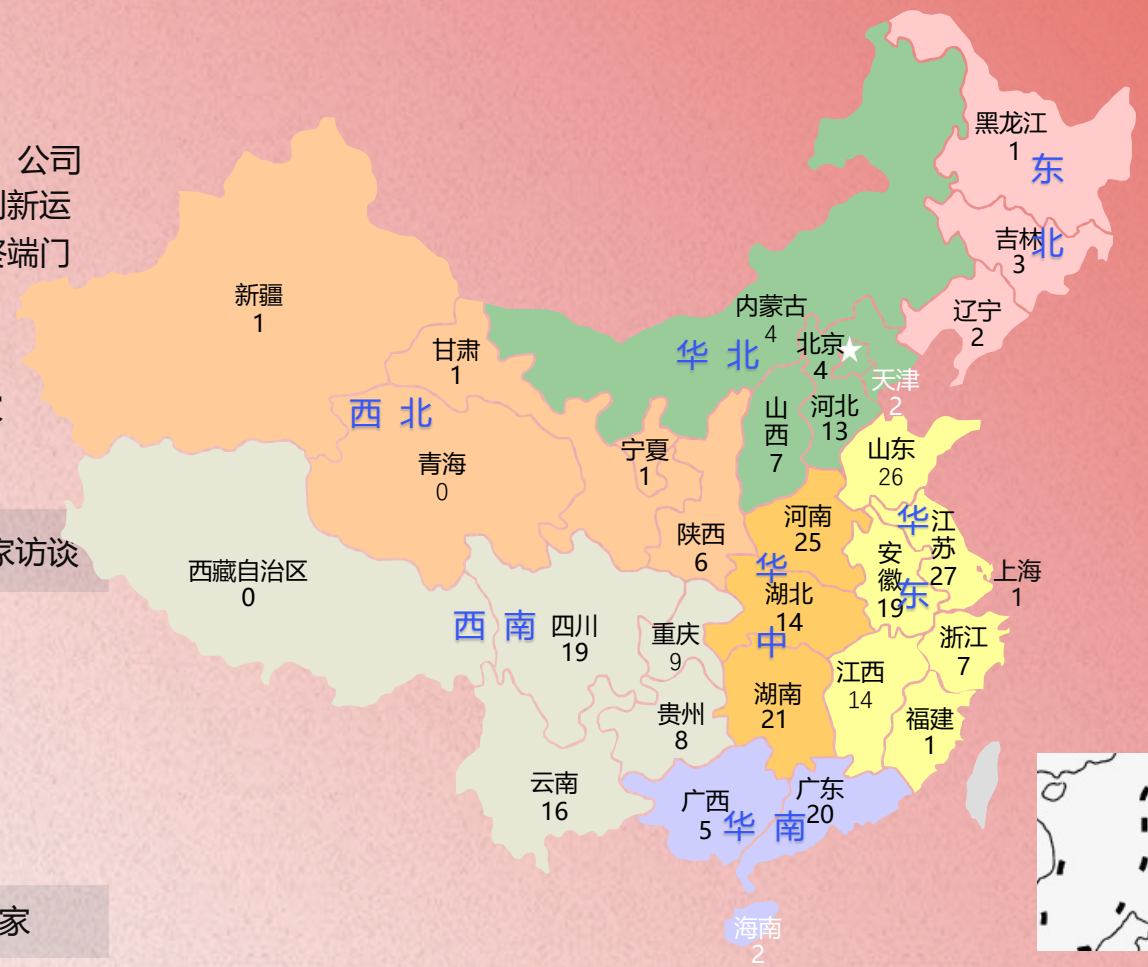 公司
创新运
终端门
家访谈
家
黑龙江
1
东
北
吉林
3
辽宁
2
内蒙古
4
华 北
北京
4
天津
2
山
西
7
河北
13
新疆
1
甘肃
1
西 北
青海
0
宁夏
1
陕西
6
山东
26
华
东
江
苏
27
安
徽
19
上海
1
浙江
7
江西
14
福建
1
河南
25
华
中
湖北
14
湖南
21
西藏自治区
0
西 南
四川
19
重庆
9
贵州
8
云南
16
广西
5
华 南
广东
20
海南
2